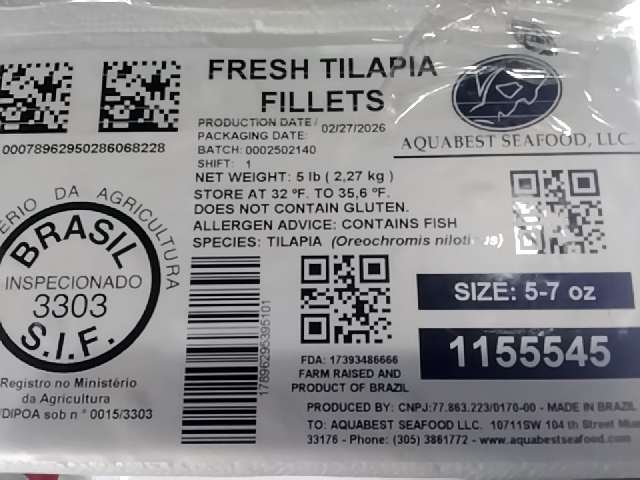 FRESH TILAPIA
FILLETS
PRODUCTION DATE /
PACKAGING DATE: 02/27/2026
BATCH: 0002502140
SHIFT: 1
NET WEIGHT: 5 lb ( 2,27 kg )
STORE AT 32 ºF. TO 35,6 ºF.
DOES NOT CONTAIN GLUTEN.
ALLERGEN ADVICE: CONTAINS FISH
SPECIES: TILAPIA (Oreochromis
AQUABEST SEAFOOD, LLC.
00078962950286068228
DA AGRICULTURA
BRASIL
INSPECIONADO
3303
S.I.F.
Registro no Ministério
da Agricultura
DIPOA sob n º 0015/3303
17896295395101
FDA: 17393486666
FARM RAISED AND
PRODUCT OF BRAZIL
SIZE: 5-7 oz
1155545
PRODUCED BY: CNPJ:77.863.223/0170-00 - MADE IN BRAZIL
TO: AQUABEST SEAFOOD LLC. 10711SW 104 th Street
33176 - Phone: (305) 3861772 - www.aquabestseafood.com